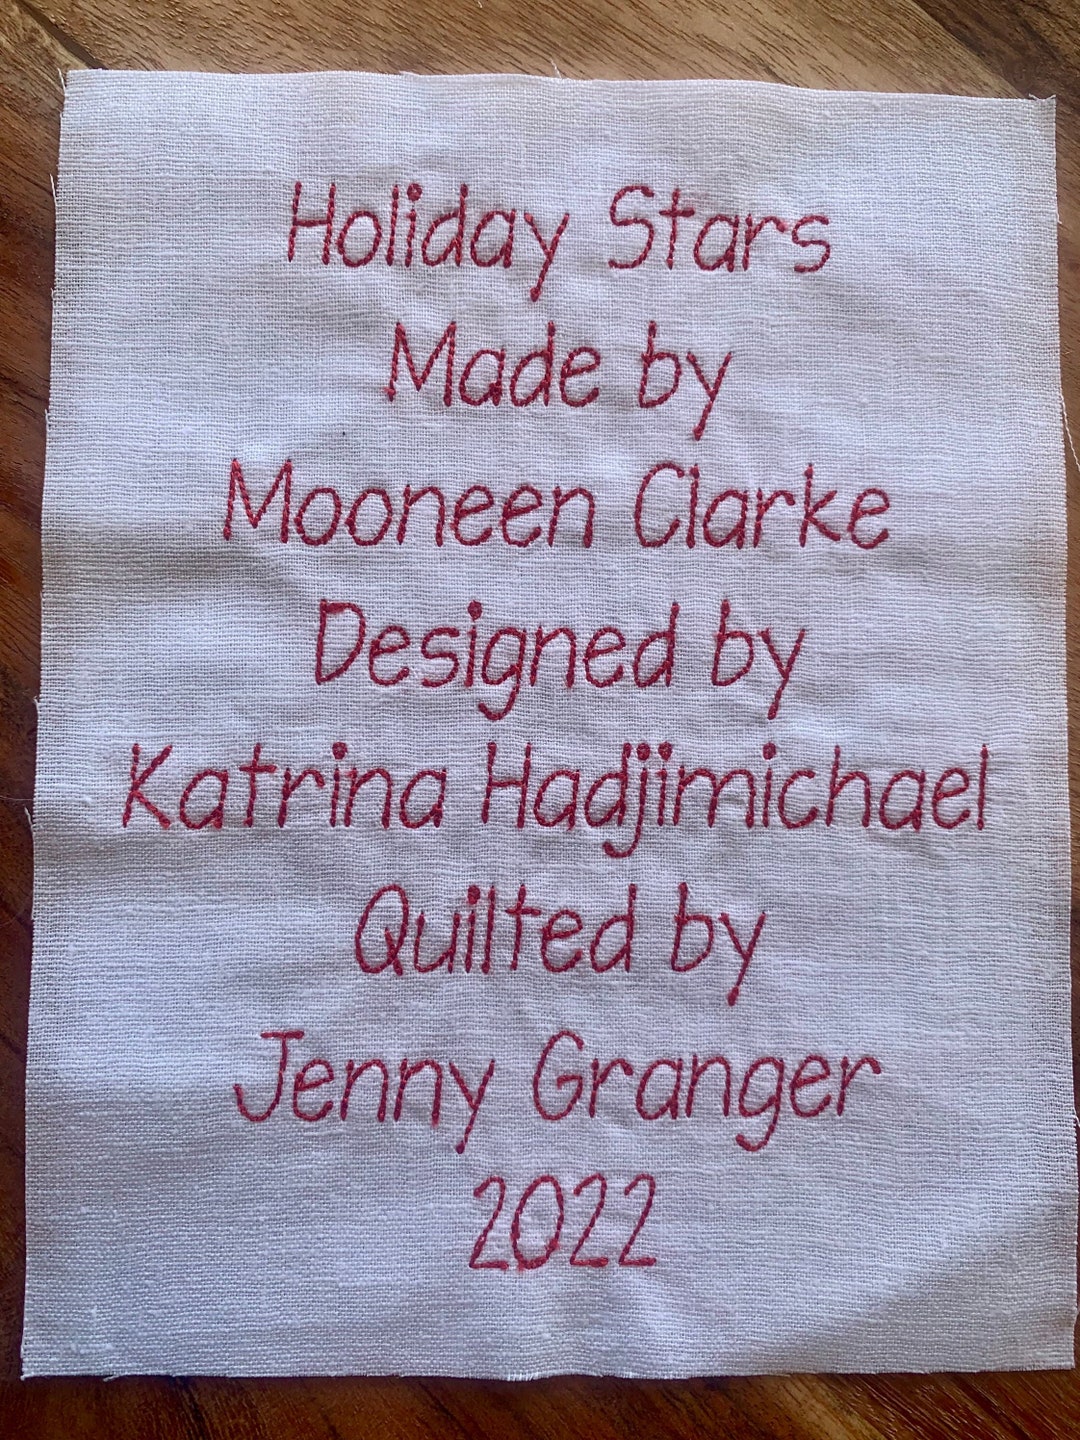 Holiday Stars
Made by
Mooneen Clarke
Designed by
Katrina Hadjimichael
Quilted by
Jenny Granger
2022